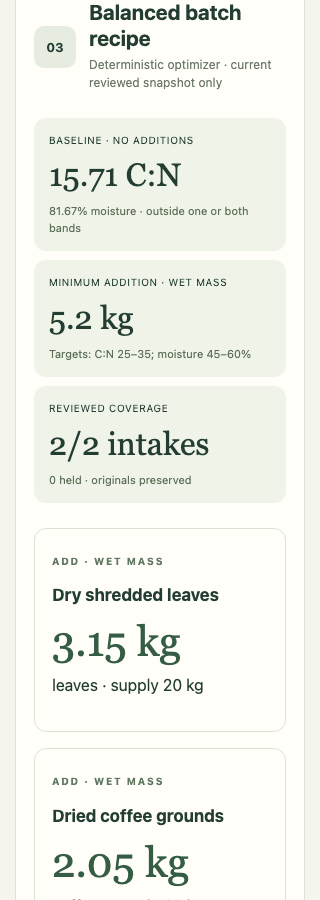 Balanced batch
recipe
03
Deterministic optimizer · current
reviewed snapshot only
BASELINE · NO ADDITIONS
15.71 C:N
81.67% moisture · outside one or both
bands
MINIMUM ADDITION · WET MASS
5.2 kg
Targets: C:N 25–35; moisture 45–60%
REVIEWED COVERAGE
2/2 intakes
0 held · originals preserved
ADD · WET MASS
Dry shredded leaves
3.15 kg
leaves · supply 20 kg
ADD · WET MASS
Dried coffee grounds
2.05 kg